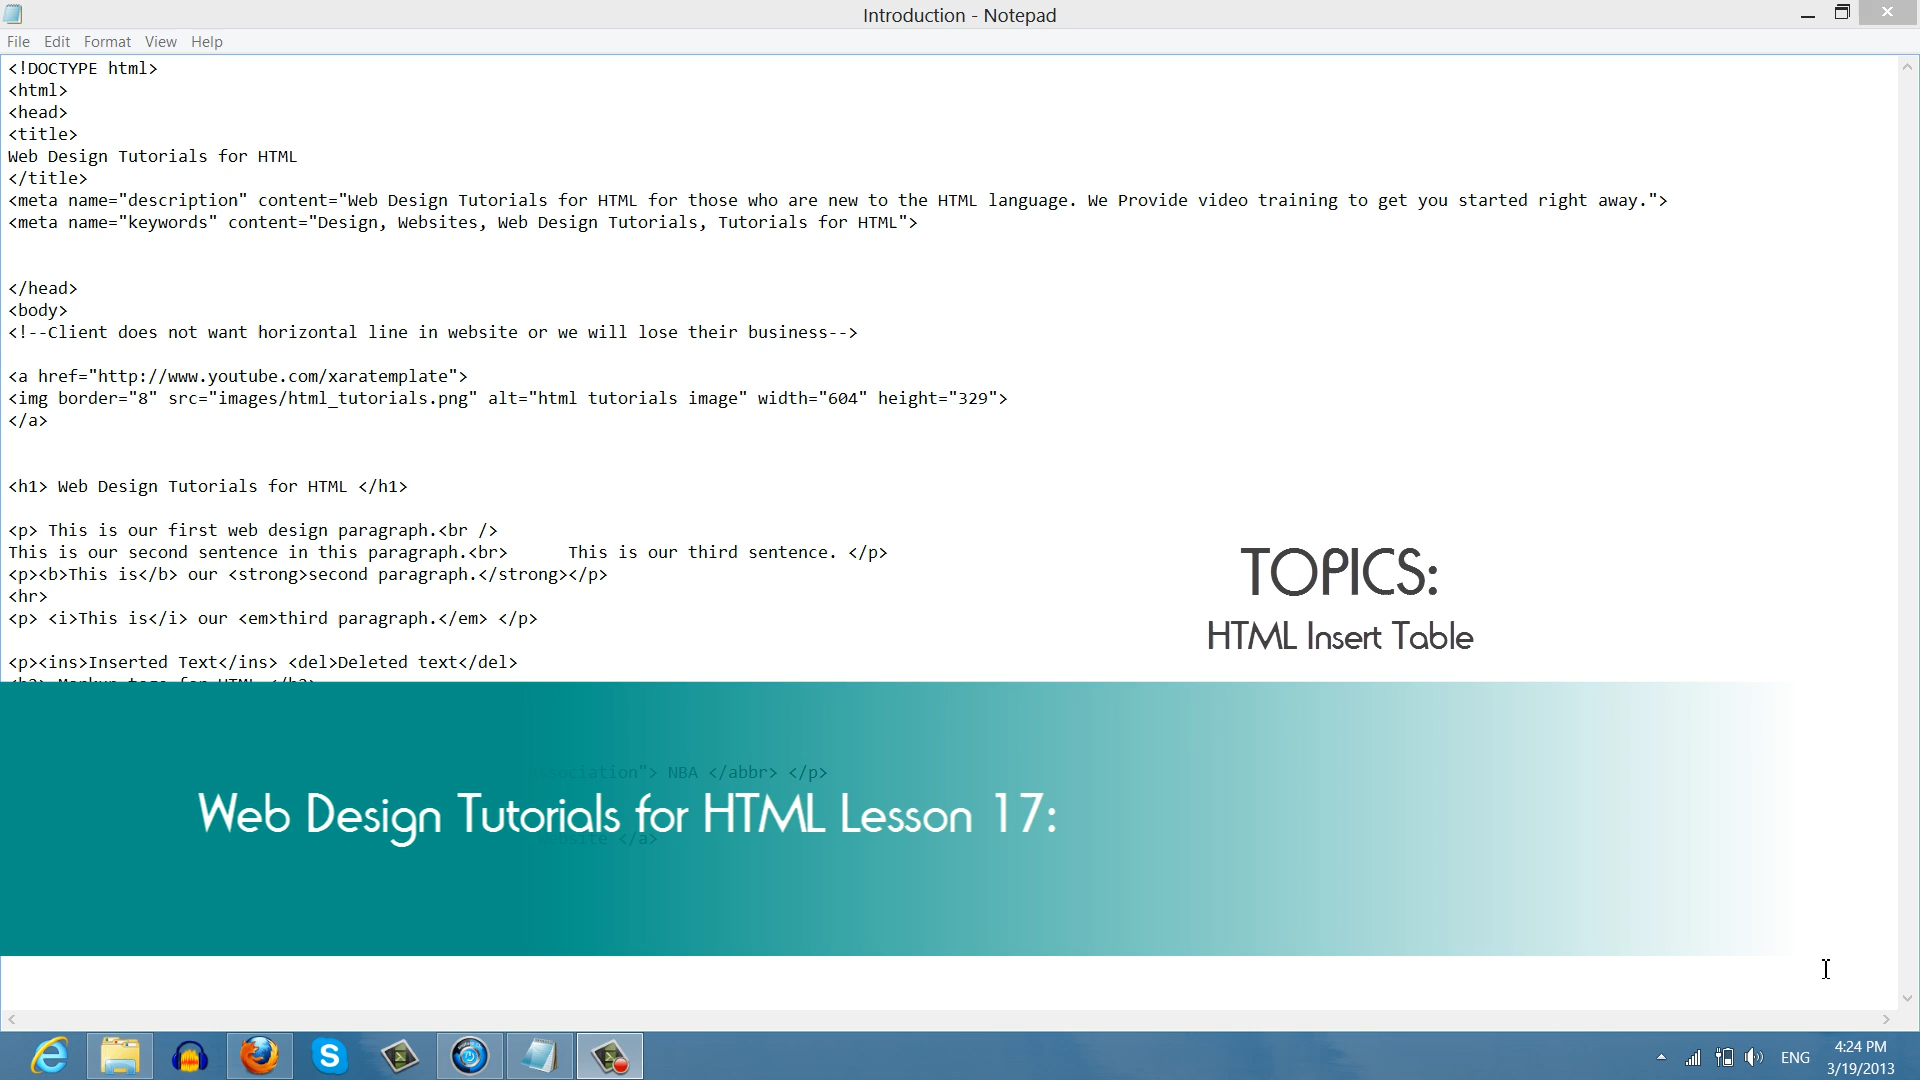 Introduction - Notepad
File Edit Format View Help
<!DOCTYPE html>
<html>
<head>
<title>
Web Design Tutorials for HTML
</title>
<meta name="description" content="Web Design Tutorials for HTML for those who are new to the HTML language. We Provide video training to get you started right away.">
<meta name="keywords" content="Design, Websites, Web Design Tutorials, Tutorials for HTML">
</head>
<body>
<!--Client does not want horizontal line in website or we will lose their business-->
<a href="http://www.youtube.com/xaratemplate">
<img border="8" src="images/html_tutorials.png" alt="html tutorials image" width="604" height="329">
</a>
<h1> Web Design Tutorials for HTML </h1>
<p> This is our first web design paragraph.<br />
This is our second sentence in this paragraph.<br>      This is our third sentence. </p>
<p><b>This is</b> our <strong>second paragraph.</strong></p>
<hr>
<p> <i>This is</i> our <em>third paragraph.</em> </p>
<p><ins>Inserted Text</ins> <del>Deleted text</del>
TOPICS:
HTML Insert Table
ssociation"> NBA </abbr> </p>
Web Design Tutorials for HTML Lesson 17:
</a>
ENG
4:24 PM
3/19/2013